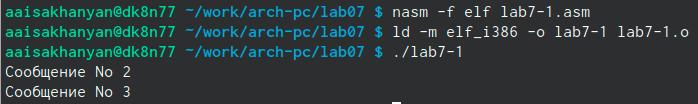 aaisakhanyan@dk8n77 ~/work/arch-pc/lab07 $ nasm -f elf lab7-1.asm
aaisakhanyan@dk8n77 ~/work/arch-pc/lab07 $ ld -m elf_i386 -o lab7-1 lab7-1.o
aaisakhanyan@dk8n77 ~/work/arch-pc/lab07 $ ./lab7-1
Сообщение No 2
Сообщение No 3